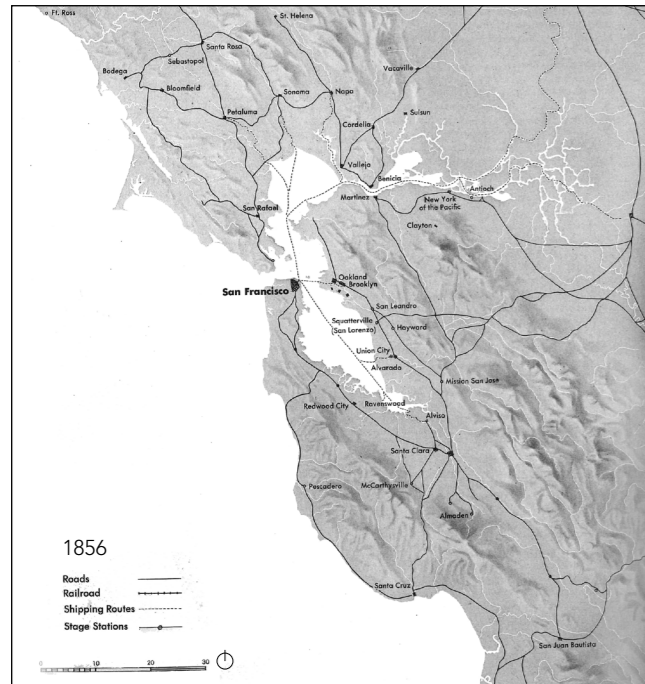 Ft. Ross
St. Helena
Santa Rosa
Sebastopol
Bodega
Bloomfield
Petaluma
Sonoma
Napa
Vacaville
Cordelia
Suisun
Vallejo
Benicia
Martinez
New York
of the Pacific
Antioch
San Rafael
Clayton
San Francisco
Oakland
Brooklyn
San Leandro
Squatterville
(San Lorenzo)
Hayward
Union City
Alvarado
Mission San Jose
Redwood City
Ravenswood
Alviso
Santa Clara
Pescadero
McCarthysville
Almaden
Santa Cruz
San Juan Bautista
1856
Roads
Railroad
Shipping Routes
Stage Stations
0 10 20 30